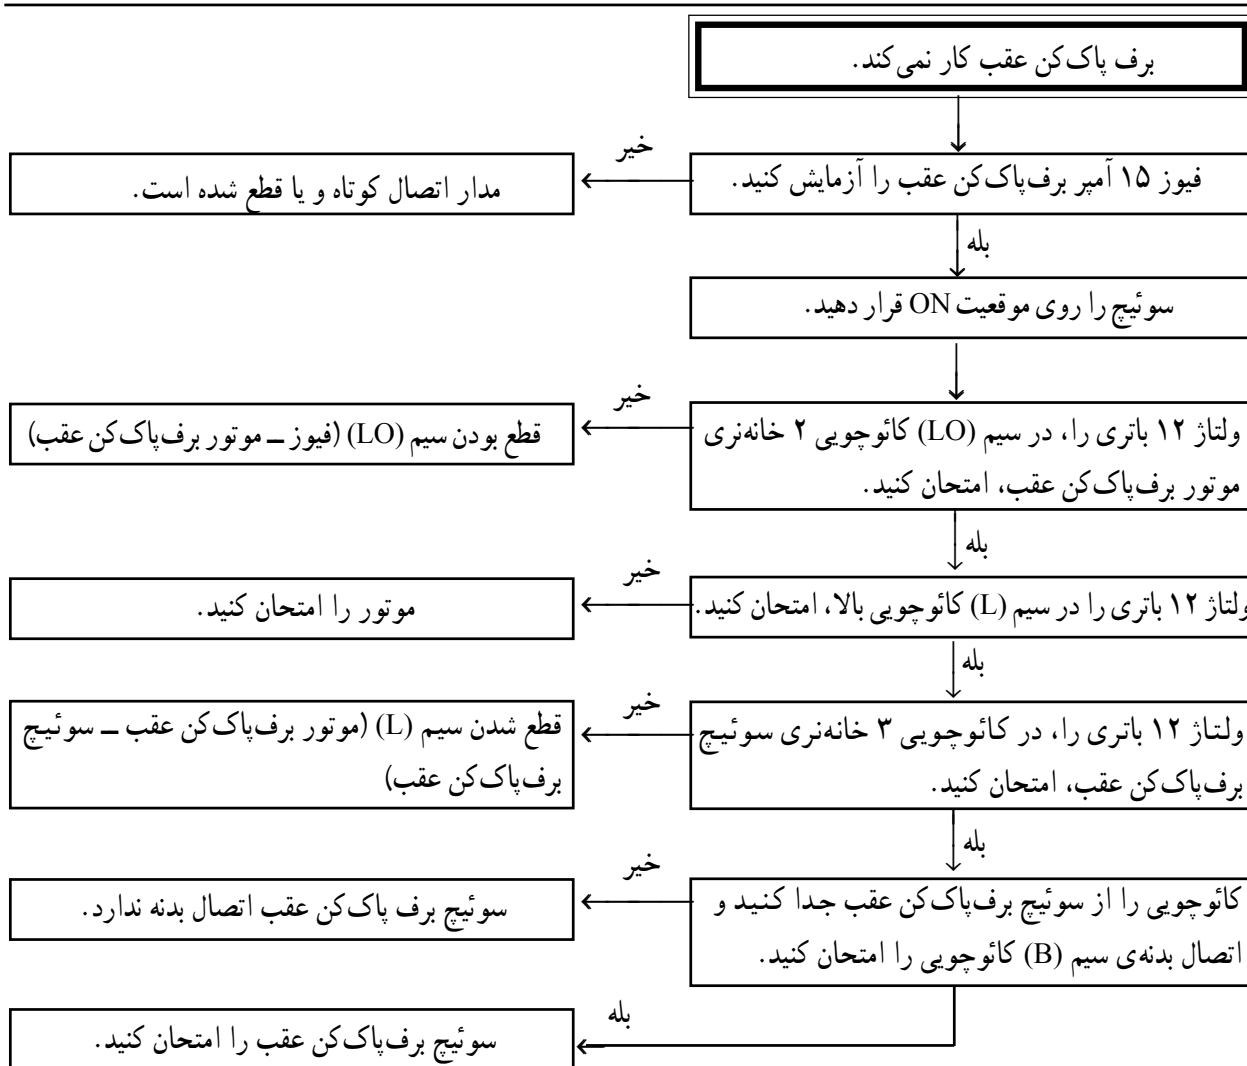 برف پاک‌کن عقب کار نمی‌کند.
خیر
فیوز ۱۵ آمپر برف‌پاک‌کن عقب را آزمایش کنید.
مدار اتصال کوتاه و یا قطع شده است.
بله
سوئیچ را روی موقعیت ON قرار دهید.
خیر
ولتاژ ۱۲ باتری را، در سیم (LO) کائوچویی ۲ خانه‌نری
موتور برف‌پاک‌کن عقب، امتحان کنید.
قطع بودن سیم (LO) (فیوز ــ موتور برف‌پاک‌کن عقب)
بله
خیر
ولتاژ ۱۲ باتری را در سیم (L) کائوچویی بالا، امتحان کنید.
موتور را امتحان کنید.
بله
خیر
ولتاژ ۱۲ باتری را، در کائوچویی ۳ خانه‌نری سوئیچ
برف‌پاک‌کن عقب، امتحان کنید.
قطع شدن سیم (L) (موتور برف‌پاک‌کن عقب ــ سوئیچ
برف‌پاک‌کن عقب)
بله
خیر
کائوچویی را از سوئیچ برف‌پاک‌کن عقب جدا کنید و
اتصال بدنه‌ی سیم (B) کائوچویی را امتحان کنید.
سوئیچ برف پاک‌کن عقب اتصال بدنه ندارد.
بله
سوئیچ برف‌پاک‌کن عقب را امتحان کنید.